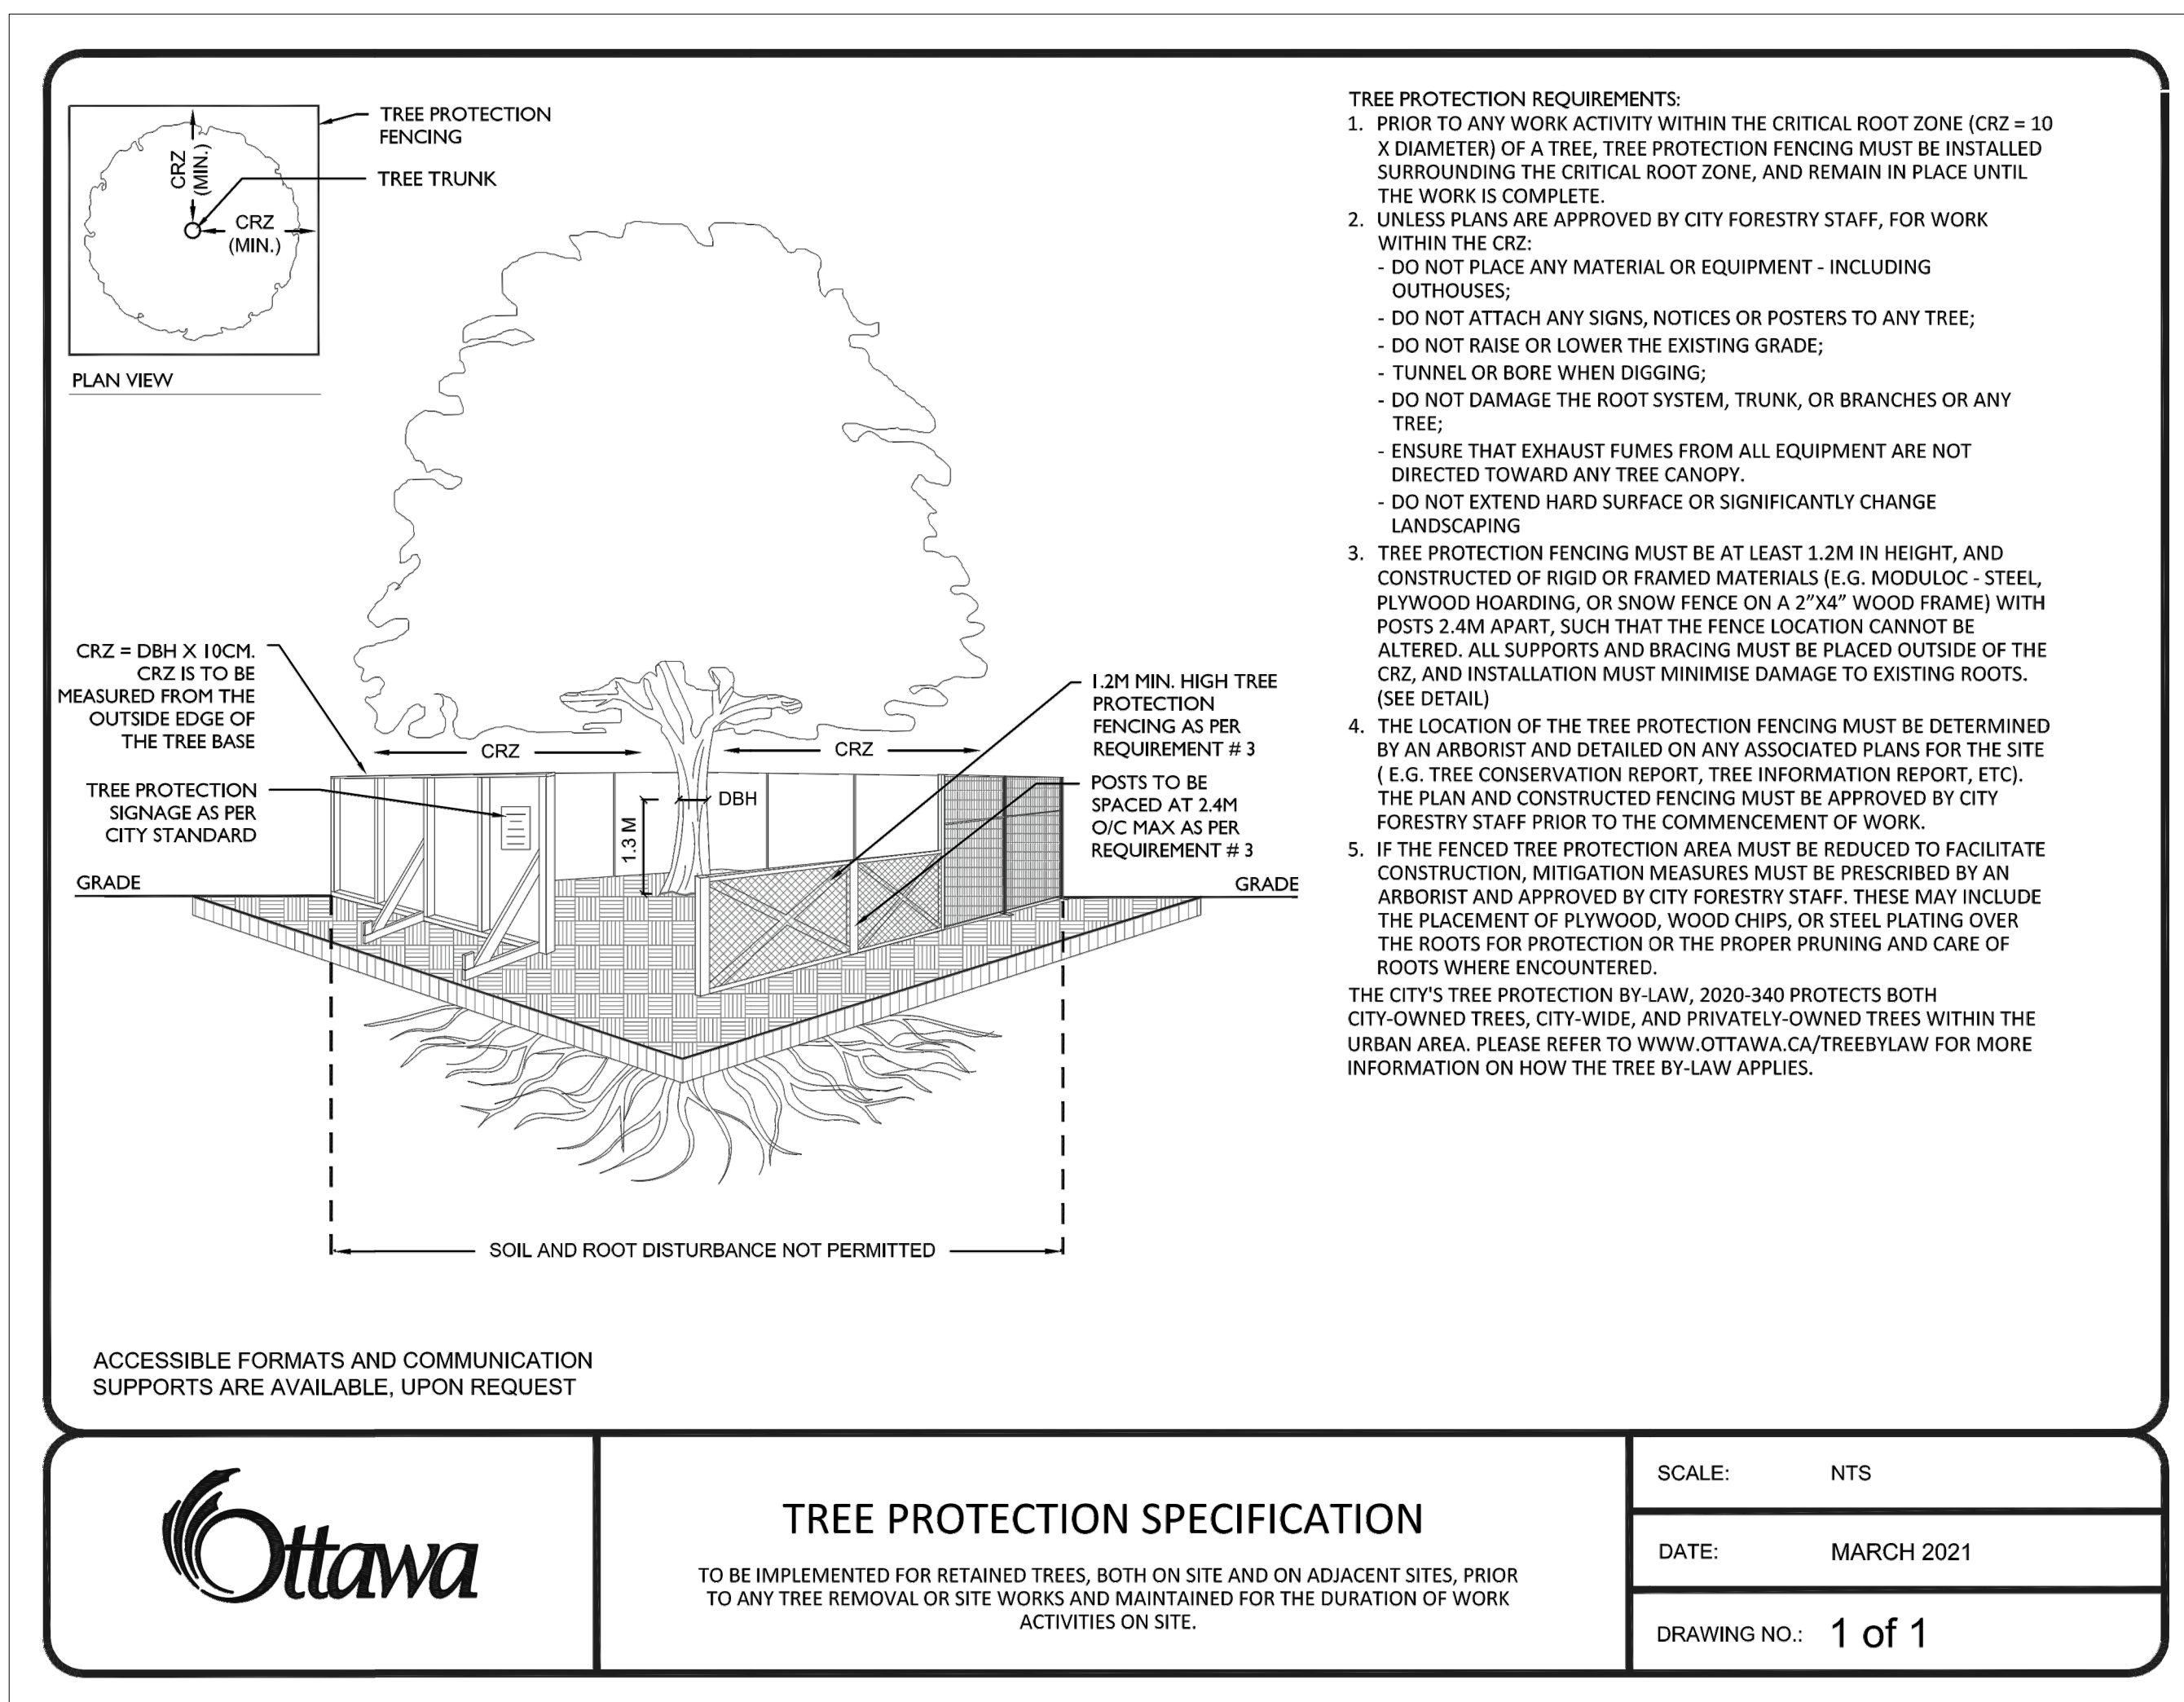 TREE PROTECTION
FENCING
TREE TRUNK
CRZ
(MIN.)
CRZ
(MIN.)
PLAN VIEW
CRZ = DBH X 10CM.
CRZ IS TO BE
MEASURED FROM THE
OUTSIDE EDGE OF
THE TREE BASE
TREE PROTECTION
SIGNAGE AS PER
CITY STANDARD
GRADE
CRZ
CRZ
DBH
1.3 M
1.2M MIN. HIGH TREE
PROTECTION
FENCING AS PER
REQUIREMENT # 3
POSTS TO BE
SPACED AT 2.4M
O/C MAX AS PER
REQUIREMENT # 3
GRADE
SOIL AND ROOT DISTURBANCE NOT PERMITTED
ACCESSIBLE FORMATS AND COMMUNICATION
SUPPORTS ARE AVAILABLE, UPON REQUEST
TREE PROTECTION REQUIREMENTS:
1. PRIOR TO ANY WORK ACTIVITY WITHIN THE CRITICAL ROOT ZONE (CRZ = 10
X DIAMETER) OF A TREE, TREE PROTECTION FENCING MUST BE INSTALLED
SURROUNDING THE CRITICAL ROOT ZONE, AND REMAIN IN PLACE UNTIL
THE WORK IS COMPLETE.
2. UNLESS PLANS ARE APPROVED BY CITY FORESTRY STAFF, FOR WORK
WITHIN THE CRZ:
- DO NOT PLACE ANY MATERIAL OR EQUIPMENT - INCLUDING
OUTHOUSES;
- DO NOT ATTACH ANY SIGNS, NOTICES OR POSTERS TO ANY TREE;
- DO NOT RAISE OR LOWER THE EXISTING GRADE;
- TUNNEL OR BORE WHEN DIGGING;
- DO NOT DAMAGE THE ROOT SYSTEM, TRUNK, OR BRANCHES OR ANY
TREE;
- ENSURE THAT EXHAUST FUMES FROM ALL EQUIPMENT ARE NOT
DIRECTED TOWARD ANY TREE CANOPY.
- DO NOT EXTEND HARD SURFACE OR SIGNIFICANTLY CHANGE
LANDSCAPING
3. TREE PROTECTION FENCING MUST BE AT LEAST 1.2M IN HEIGHT, AND
CONSTRUCTED OF RIGID OR FRAMED MATERIALS (E.G. MODULOC - STEEL,
PLYWOOD HOARDING, OR SNOW FENCE ON A 2”X4” WOOD FRAME) WITH
POSTS 2.4M APART, SUCH THAT THE FENCE LOCATION CANNOT BE
ALTERED. ALL SUPPORTS AND BRACING MUST BE PLACED OUTSIDE OF THE
CRZ, AND INSTALLATION MUST MINIMISE DAMAGE TO EXISTING ROOTS.
(SEE DETAIL)
4. THE LOCATION OF THE TREE PROTECTION FENCING MUST BE DETERMINED
BY AN ARBORIST AND DETAILED ON ANY ASSOCIATED PLANS FOR THE SITE
( E.G. TREE CONSERVATION REPORT, TREE INFORMATION REPORT, ETC).
THE PLAN AND CONSTRUCTED FENCING MUST BE APPROVED BY CITY
FORESTRY STAFF PRIOR TO THE COMMENCEMENT OF WORK.
5. IF THE FENCED TREE PROTECTION AREA MUST BE REDUCED TO FACILITATE
CONSTRUCTION, MITIGATION MEASURES MUST BE PRESCRIBED BY AN
ARBORIST AND APPROVED BY CITY FORESTRY STAFF. THESE MAY INCLUDE
THE PLACEMENT OF PLYWOOD, WOOD CHIPS, OR STEEL PLATING OVER
THE ROOTS FOR PROTECTION OR THE PROPER PRUNING AND CARE OF
ROOTS WHERE ENCOUNTERED.
THE CITY'S TREE PROTECTION BY-LAW, 2020-340 PROTECTS BOTH
CITY-OWNED TREES, CITY-WIDE, AND PRIVATELY-OWNED TREES WITHIN THE
URBAN AREA. PLEASE REFER TO WWW.OTTAWA.CA/TREEBYLAW FOR MORE
INFORMATION ON HOW THE TREE BY-LAW APPLIES.
Ottawa
TREE PROTECTION SPECIFICATION
TO BE IMPLEMENTED FOR RETAINED TREES, BOTH ON SITE AND ON ADJACENT SITES, PRIOR
TO ANY TREE REMOVAL OR SITE WORKS AND MAINTAINED FOR THE DURATION OF WORK
ACTIVITIES ON SITE.
SCALE: NTS
DATE: MARCH 2021
DRAWING NO.: 1 of 1